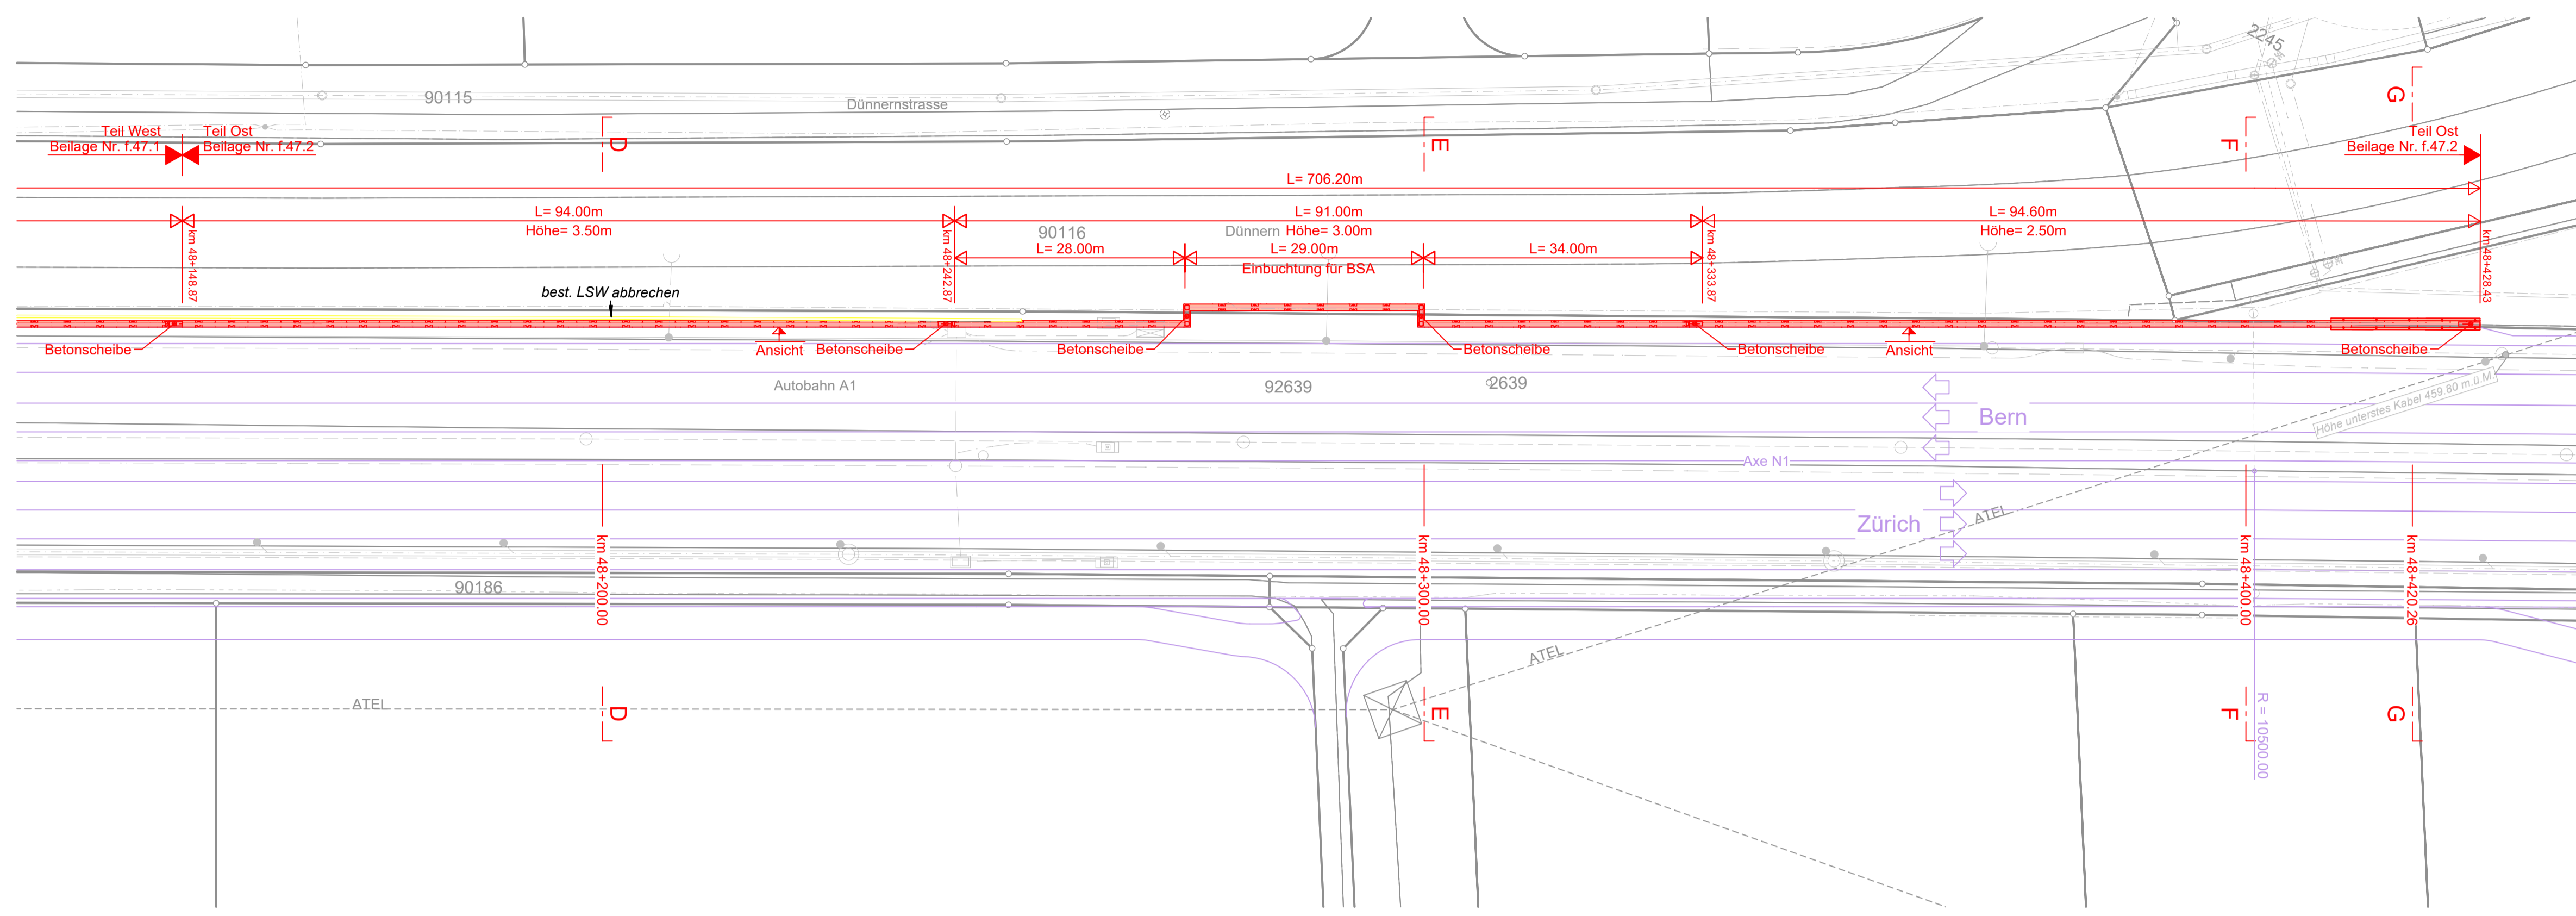 2245
90115
Dünnernstrasse
G
Teil West
Beilage Nr. f.47.1
Teil Ost
Beilage Nr. f.47.2
D
E
F
Teil Ost
Beilage Nr. f.47.2
L= 706.20m
L= 94.00m
Höhe= 3.50m
L= 91.00m
Höhe= 3.00m
L= 94.60m
Höhe= 2.50m
90116
Dünnern
L= 28.00m
L= 29.00m
Einbuchtung für BSA
L= 34.00m
km 48+148.87
km 48+242.87
km 48+333.87
km 48+428.43
best. LSW abbrechen
Betonscheibe
Ansicht
Betonscheibe
Betonscheibe
Betonscheibe
Betonscheibe
Ansicht
Betonscheibe
Autobahn A1
92639
2639
Höhe unterstes Kabel 459.80 m.ü.M.
Bern
Axe N1
Zürich
ATEL
km 48+200.00
km 48+300.00
km 48+400.00
km 48+420.26
90186
ATEL
ATEL
D
E
F
G
R = 10500.00